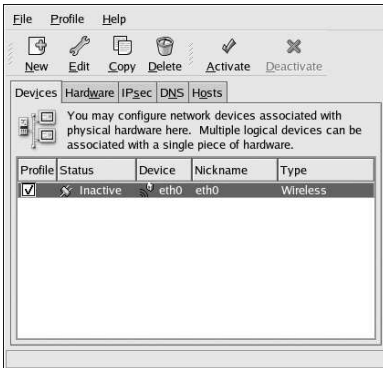 File Profile Help
New Edit Copy Delete Activate Deactivate
Devices Hardware IPsec DNS Hosts
You may configure network devices associated with
physical hardware here. Multiple logical devices can be
associated with a single piece of hardware.
Profile Status Device Nickname Type
Inactive eth0 eth0 Wireless